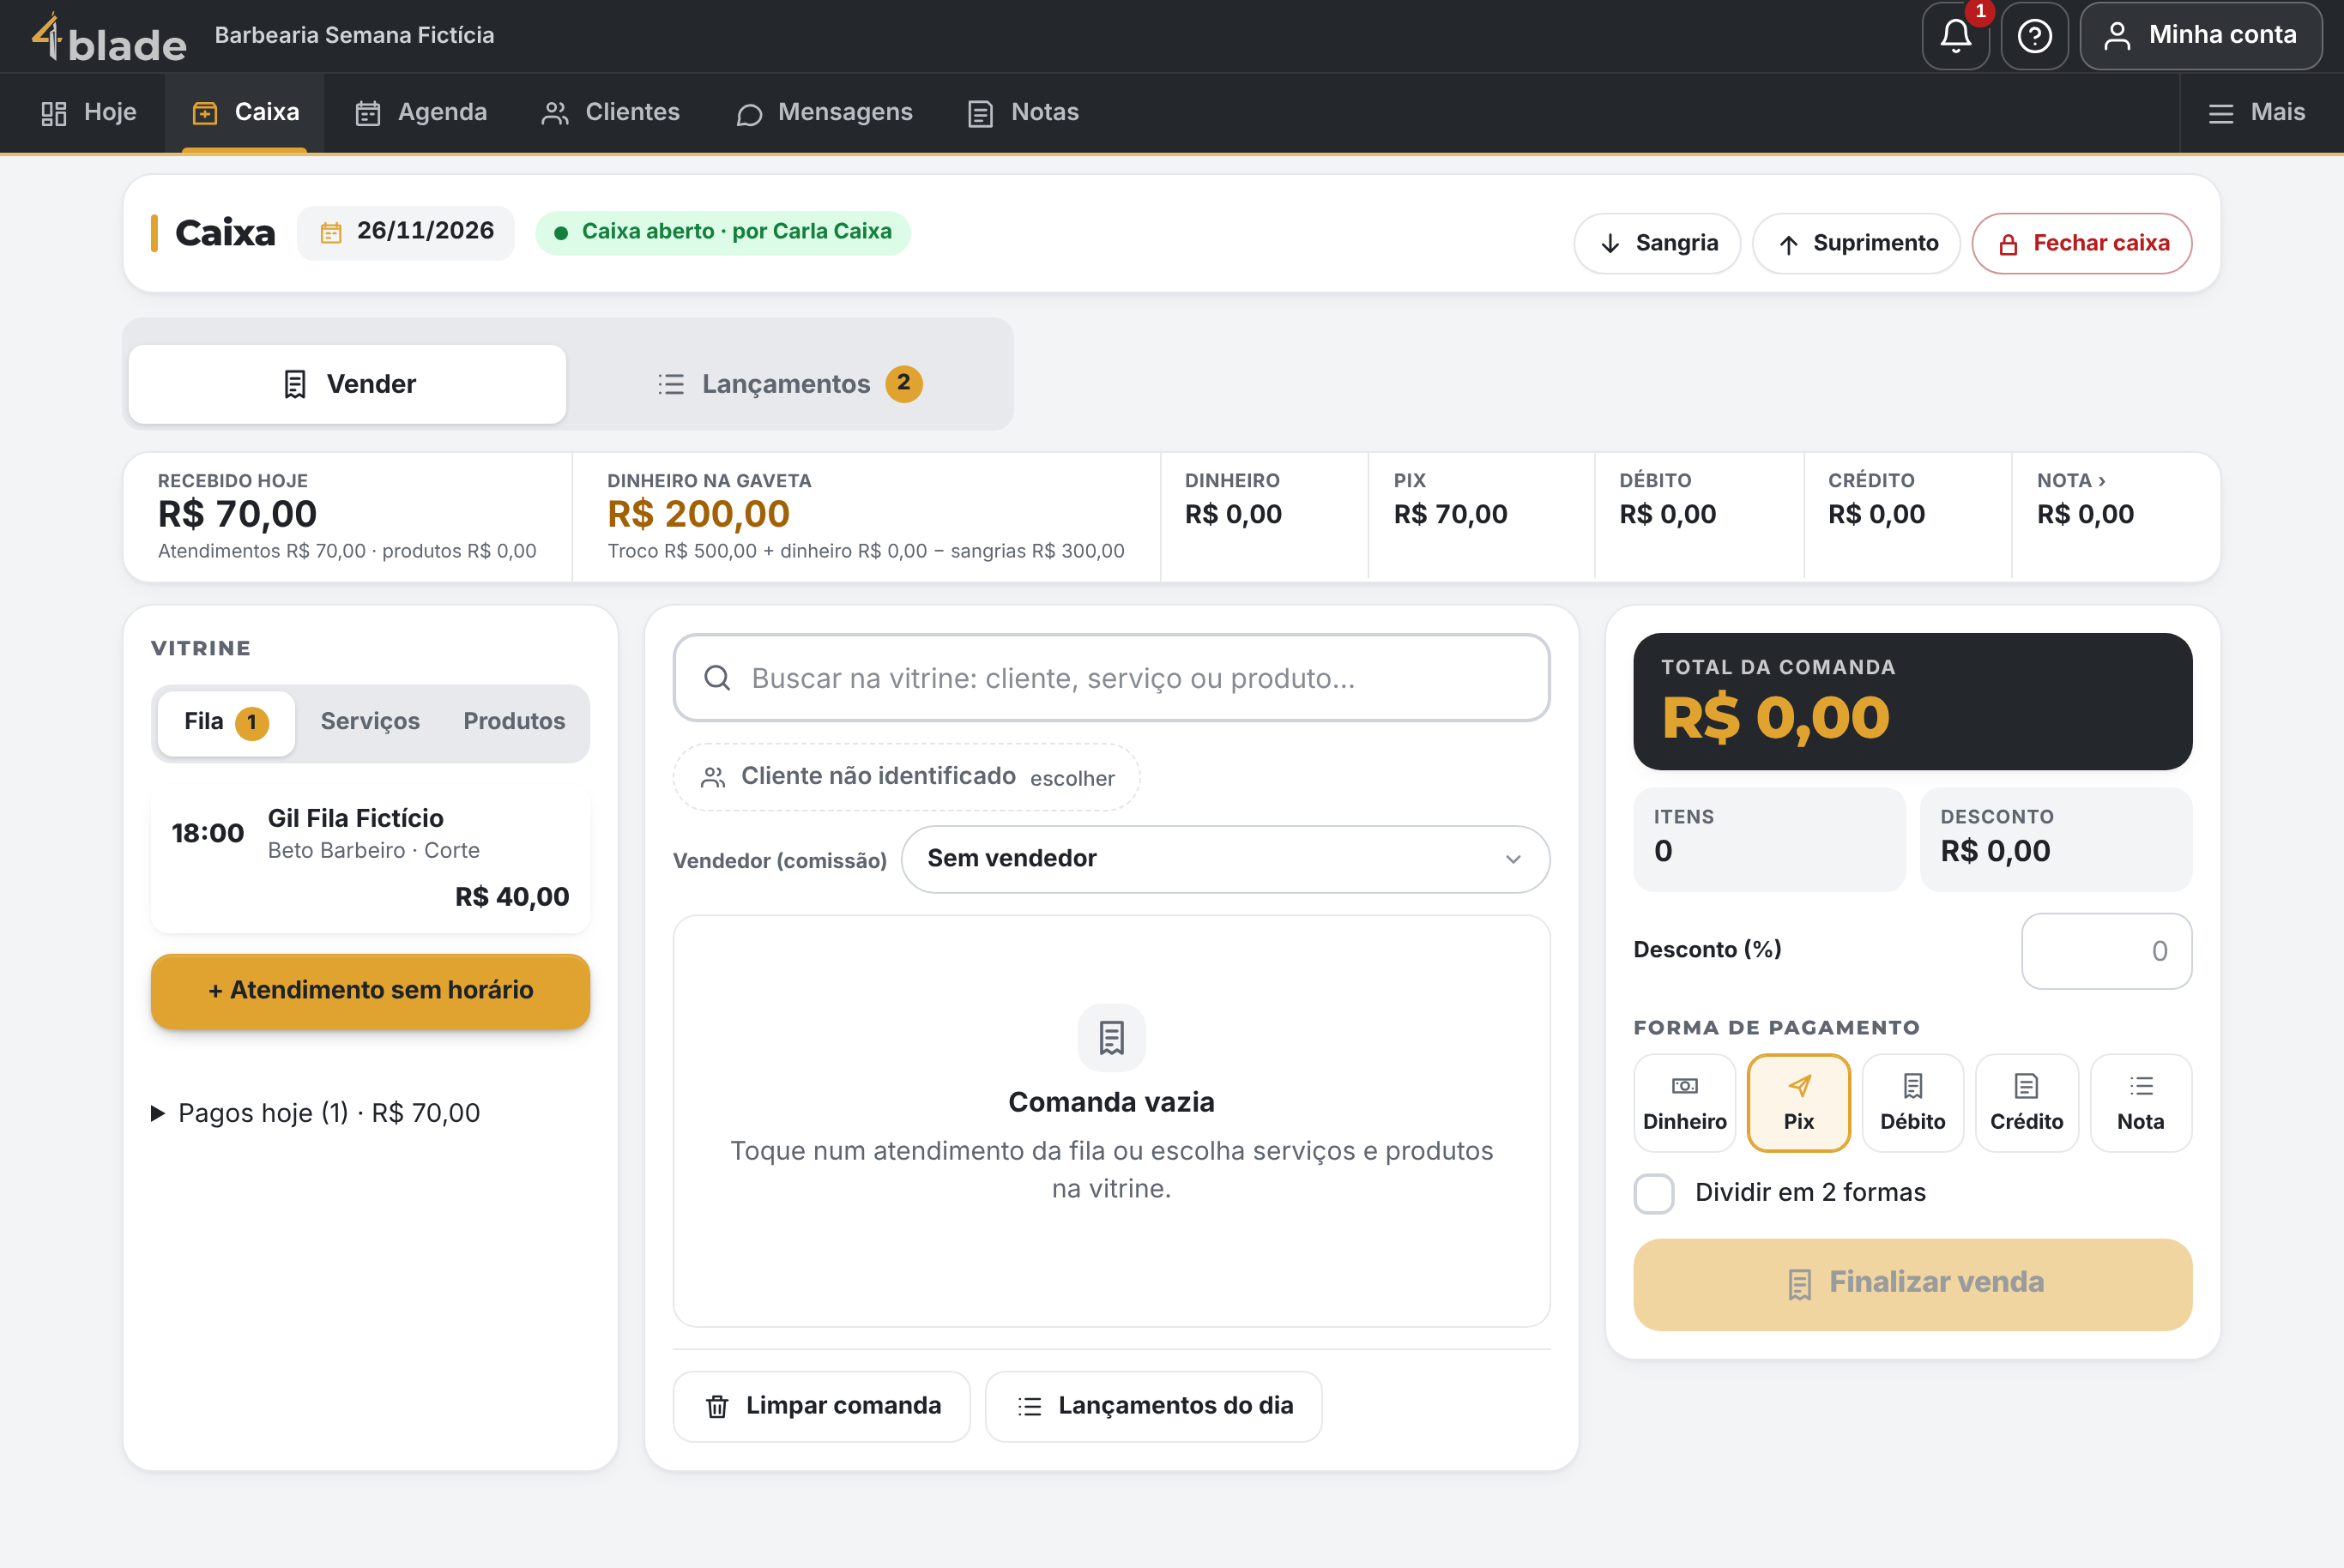 4blade
Barbearia Semana Fictícia
1
Minha conta
Hoje
Caixa
Agenda
Clientes
Mensagens
Notas
Mais
Caixa
26/11/2026
Caixa aberto · por Carla Caixa
Sangria
Suprimento
Fechar caixa
Vender
Lançamentos 2
RECEBIDO HOJE
R$ 70,00
Atendimentos R$ 70,00 · produtos R$ 0,00
DINHEIRO NA GAVETA
R$ 200,00
Troco R$ 500,00 + dinheiro R$ 0,00 − sangrias R$ 300,00
DINHEIRO
R$ 0,00
PIX
R$ 70,00
DÉBITO
R$ 0,00
CRÉDITO
R$ 0,00
NOTA ›
R$ 0,00
VITRINE
Fila 1
Serviços
Produtos
18:00
Gil Fila Fictício
Beto Barbeiro · Corte
R$ 40,00
+ Atendimento sem horário
▶ Pagos hoje (1) · R$ 70,00
Buscar na vitrine: cliente, serviço ou produto...
Cliente não identificado escolher
Vendedor (comissão)
Sem vendedor
Comanda vazia
Toque num atendimento da fila ou escolha serviços e produtos
na vitrine.
Limpar comanda
Lançamentos do dia
TOTAL DA COMANDA
R$ 0,00
ITENS
0
DESCONTO
R$ 0,00
Desconto (%)
0
FORMA DE PAGAMENTO
Dinheiro
Pix
Débito
Crédito
Nota
Dividir em 2 formas
Finalizar venda